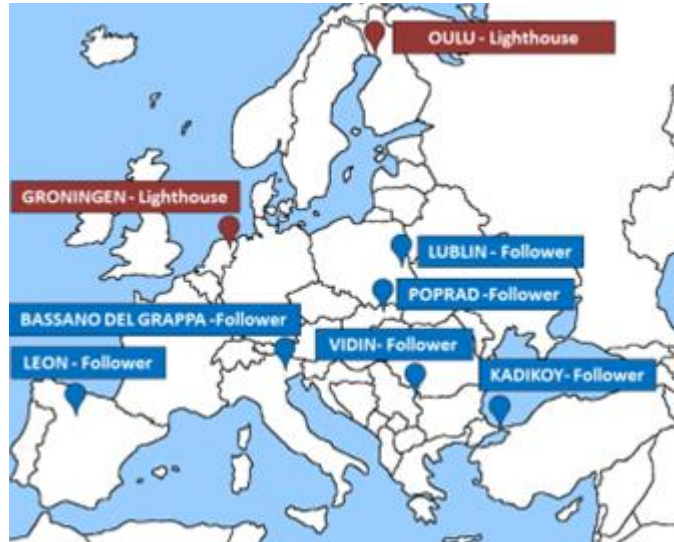 OULU - Lighthouse
GRONINGEN - Lighthouse
LUBLIN - Follower
POPRAD -Follower
BASSANO DEL GRAPPA -Follower
VIDIN- Follower
LEON - Follower
KADIKOY- Follower